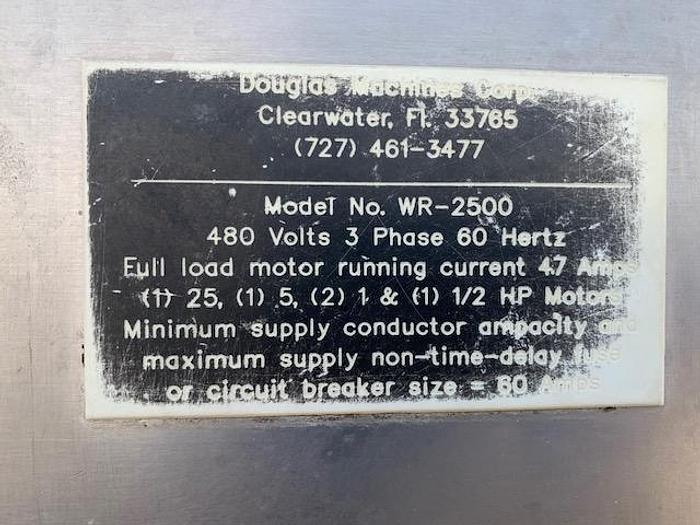 Douglas Machines Corp.
Clearwater, Fl. 33765
(727) 461-3477
Model No. WR-2500
480 Volts 3 Phase 60 Hertz
Full load motor running current 47 Amps
(1) 25, (1) 5, (2) 1 & (1) 1/2 HP Motors
Minimum supply conductor ampacity and
maximum supply non-time-delay fuse
or circuit breaker size = 60 Amps